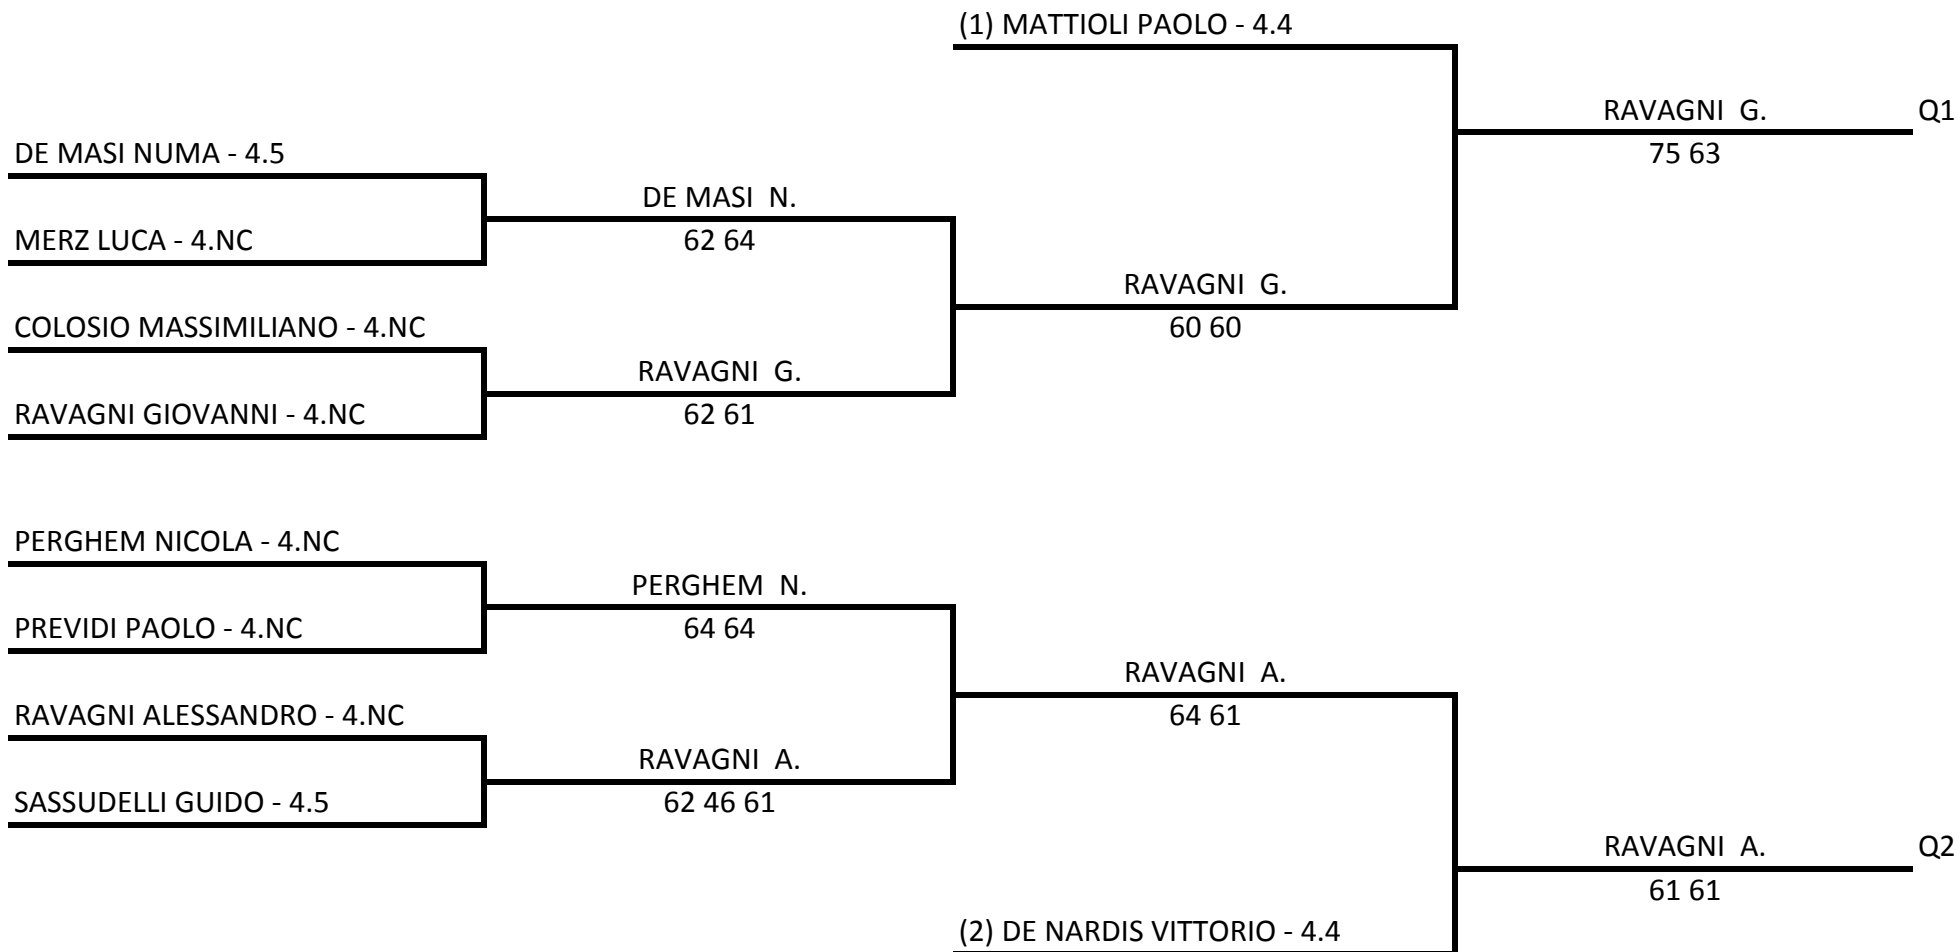 (1) MATTIOLI PAOLO - 4.4
RAVAGNI G. Q1
75 63
DE MASI NUMA - 4.5
DE MASI N.
62 64
MERZ LUCA - 4.NC
RAVAGNI G.
60 60
COLOSIO MASSIMILIANO - 4.NC
RAVAGNI G.
62 61
RAVAGNI GIOVANNI - 4.NC
PERGHEM NICOLA - 4.NC
PERGHEM N.
64 64
PREVIDI PAOLO - 4.NC
RAVAGNI A.
64 61
RAVAGNI ALESSANDRO - 4.NC
RAVAGNI A.
62 46 61
SASSUDELLI GUIDO - 4.5
RAVAGNI A. Q2
61 61
(2) DE NARDIS VITTORIO - 4.4